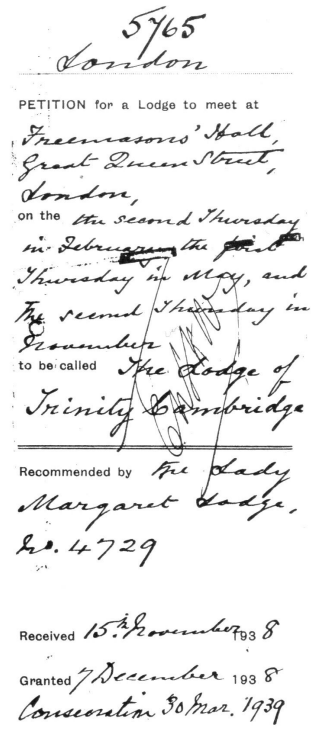 5765
London
PETITION for a Lodge to meet at
Freemasons' Hall,
Great Queen Street,
London,
on the the second Thursday
in February the first
Thursday in May, and
the second Thursday in
November
to be called The Lodge of
Trinity Cambridge
Recommended by The Lady
Margaret Lodge,
No. 4729
Received 15th November 1938
Granted 7 December 1938
Consecration 30 Mar. 1939